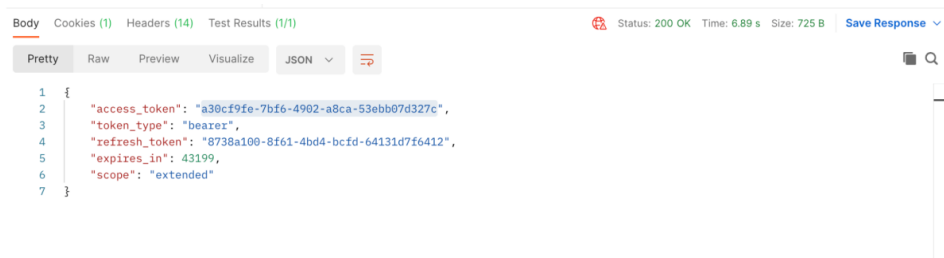 Body Cookies (1) Headers (14) Test Results (1/1) Status: 200 OK Time: 6.89 s Size: 725 B Save Response
Pretty Raw Preview Visualize JSON
1 {
2 "access_token": "a30cf9fe-7bf6-4902-a8ca-53ebb07d327c",
3 "token_type": "bearer",
4 "refresh_token": "8738a100-8f61-4bd4-bcfd-64131d7f6412",
5 "expires_in": 43199,
6 "scope": "extended"
7 }